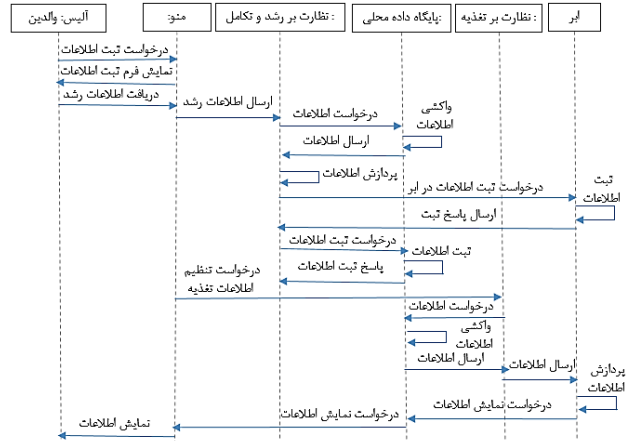 آلیس: والدین
منو:
: نظارت بر رشد و تکامل
پایگاه داده محلی:
: نظارت بر تغذیه
ابر
درخواست ثبت اطلاعات
نمایش فرم ثبت اطلاعات
دریافت اطلاعات رشد
ارسال اطلاعات رشد
درخواست اطلاعات
واکشی
اطلاعات
ارسال اطلاعات
پردازش اطلاعات
درخواست ثبت اطلاعات در ابر
ثبت
اطلاعات
ارسال پاسخ ثبت
درخواست ثبت اطلاعات
ثبت اطلاعات
پاسخ ثبت اطلاعات
درخواست تنظیم
اطلاعات تغذیه
درخواست اطلاعات
واکشی
اطلاعات
ارسال اطلاعات
ارسال اطلاعات
پردازش
اطلاعات
درخواست نمایش اطلاعات
درخواست نمایش اطلاعات
نمایش اطلاعات